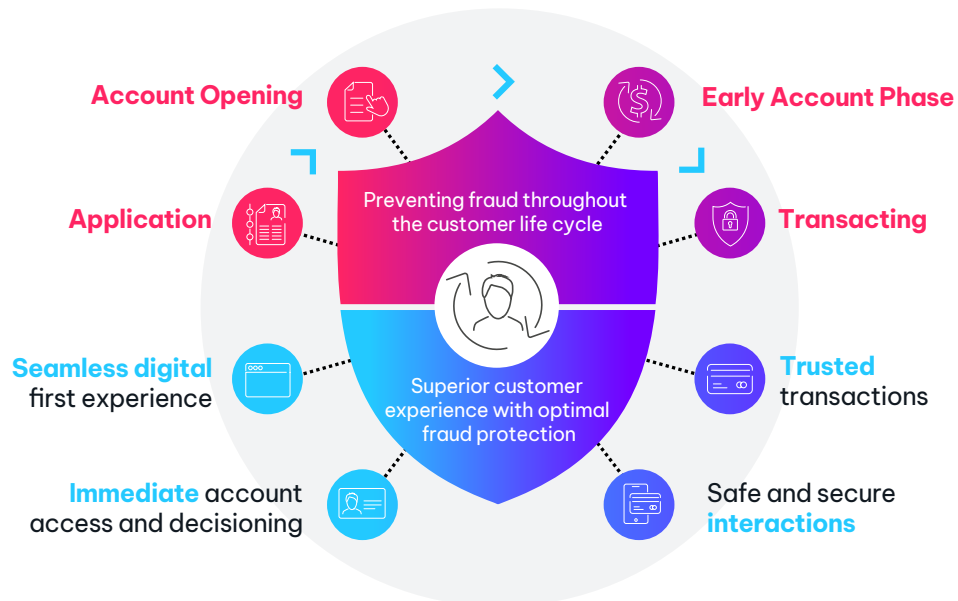 Account Opening
Early Account Phase
Application
Preventing fraud throughout
the customer life cycle
Transacting
Seamless digital
first experience
Superior customer
experience with optimal
fraud protection
Trusted
transactions
Immediate account
access and decisioning
Safe and secure
interactions